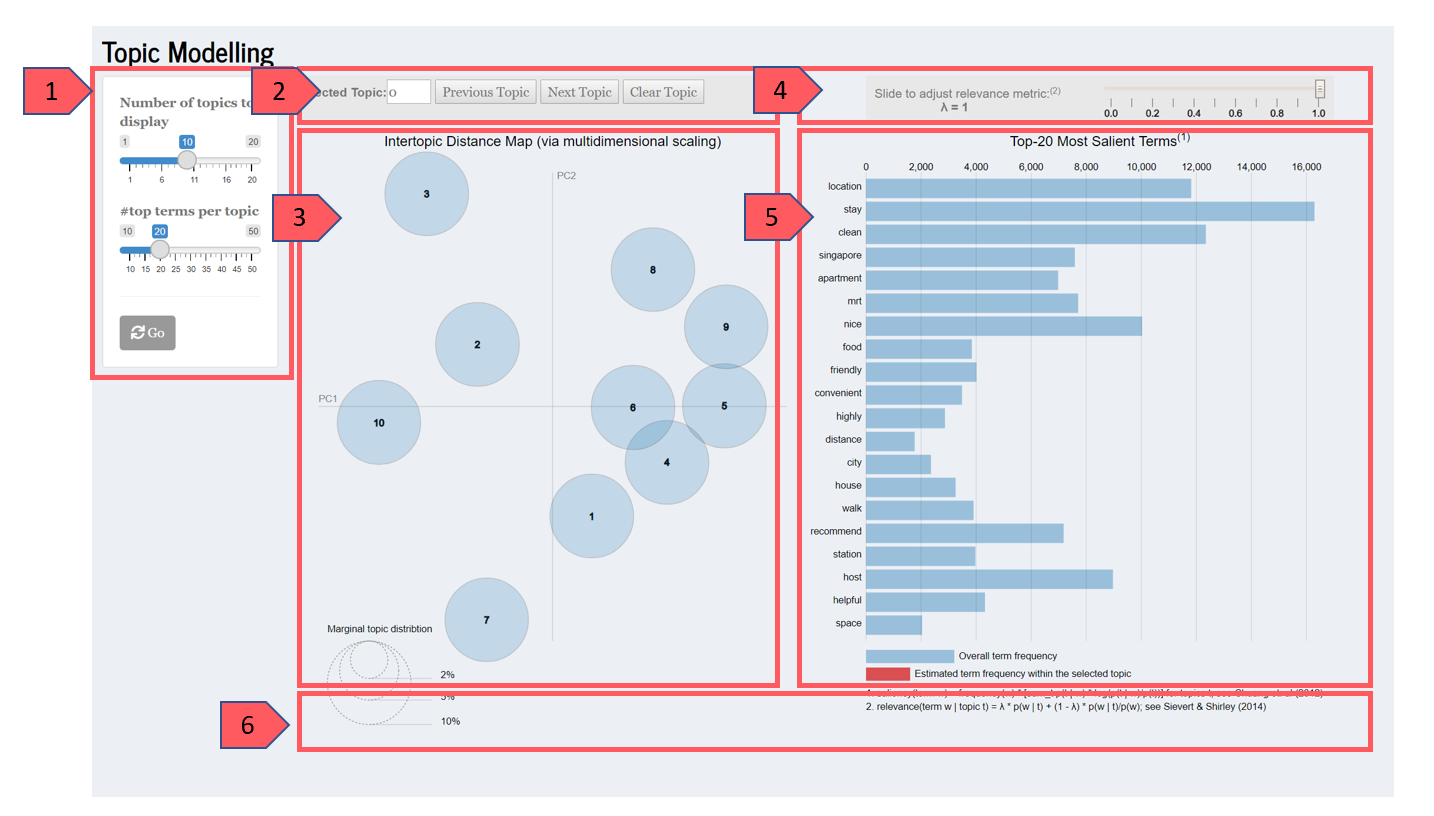 Topic Modelling
1
Number of topics to
display
1 10 20
1 6 11 16 20
#top terms per topic
10 20 50
10 15 20 25 30 35 40 45 50
Go
2
ected Topic: 0 Previous Topic Next Topic Clear Topic
4
Slide to adjust relevance metric:(2)
λ = 1
0.0 0.2 0.4 0.6 0.8 1.0
3
Intertopic Distance Map (via multidimensional scaling)
PC2
PC1
3
8
9
2
6
5
10
4
1
7
Marginal topic distribtion
2%
5%
10%
5
Top-20 Most Salient Terms(1)
0 2,000 4,000 6,000 8,000 10,000 12,000 14,000 16,000
location
stay
clean
singapore
apartment
mrt
nice
food
friendly
convenient
highly
distance
city
house
walk
recommend
station
host
helpful
space
Overall term frequency
Estimated term frequency within the selected topic
6
2. relevance(term w | topic t) = λ * p(w | t) + (1 - λ) * p(w | t)/p(w); see Sievert & Shirley (2014)